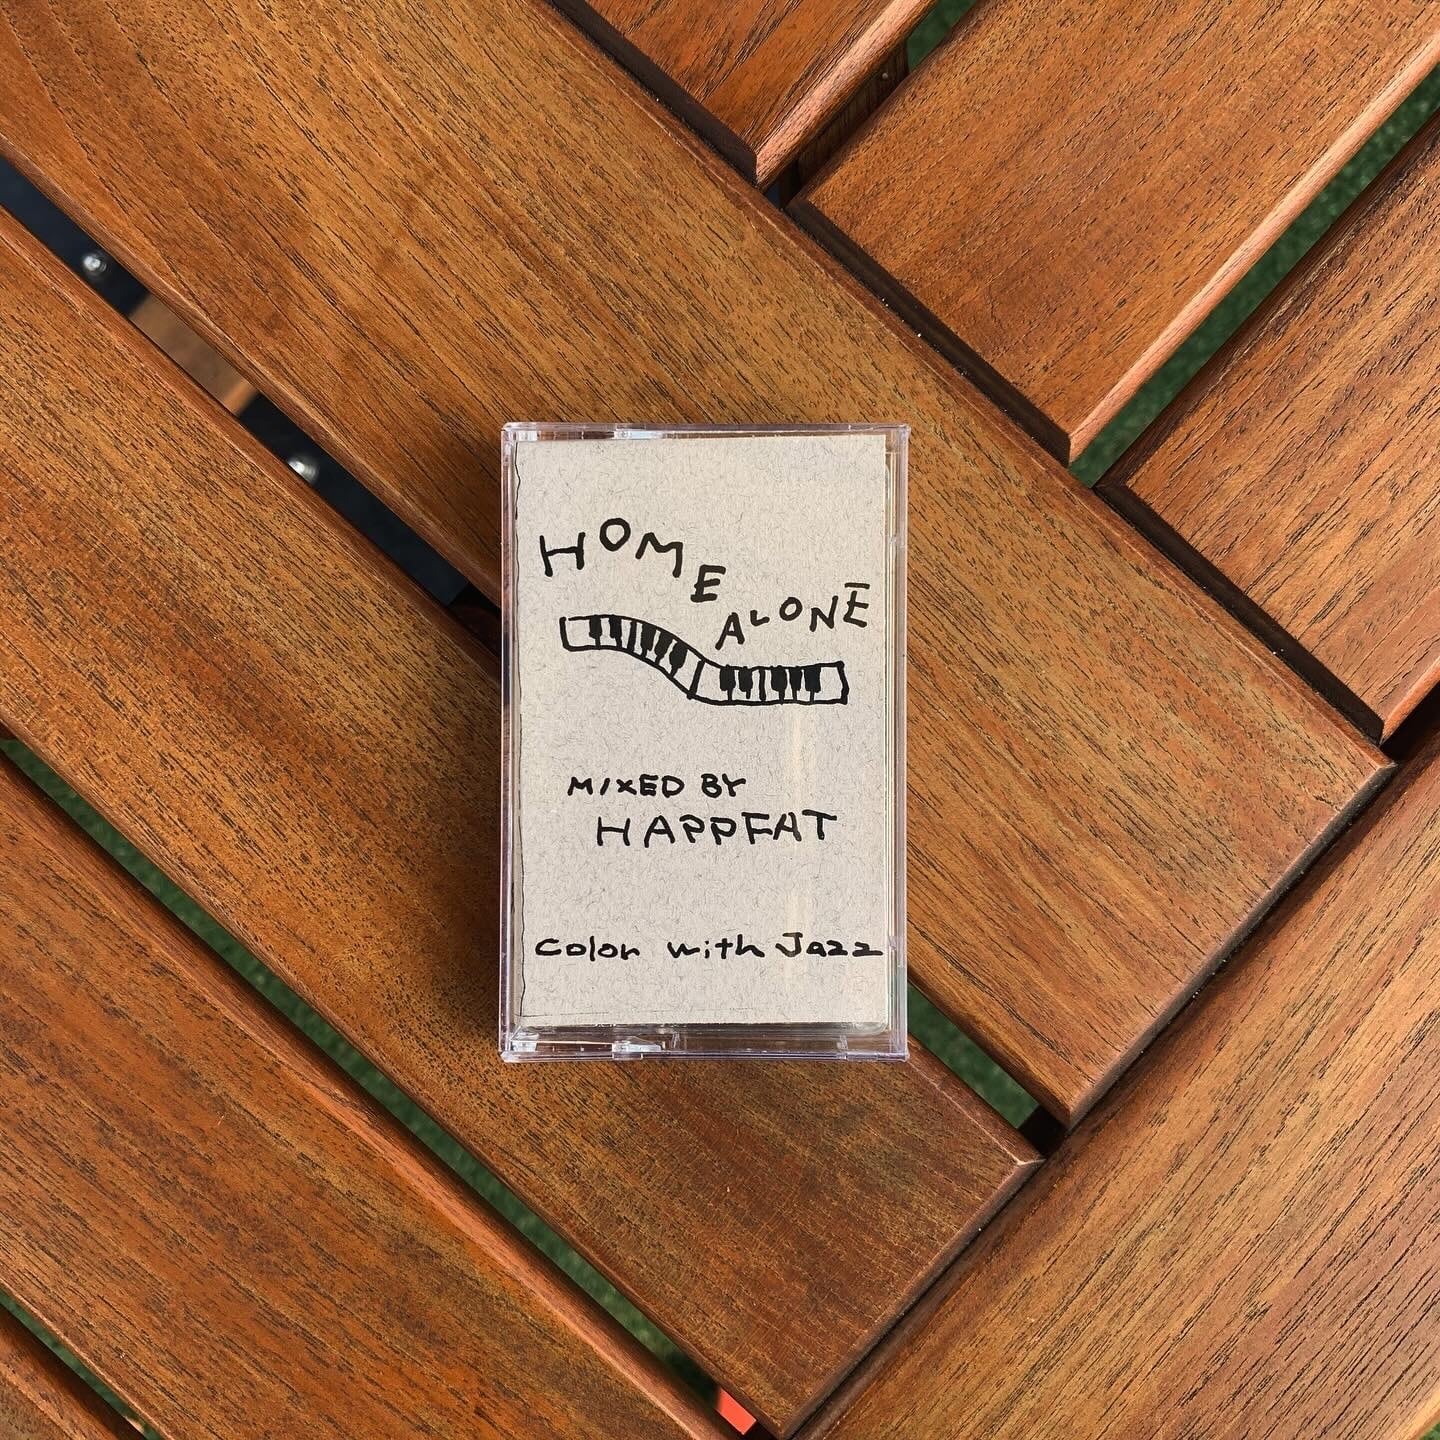 HOME ALONE
MIXED BY
HAPPFAT
Color with Jazz